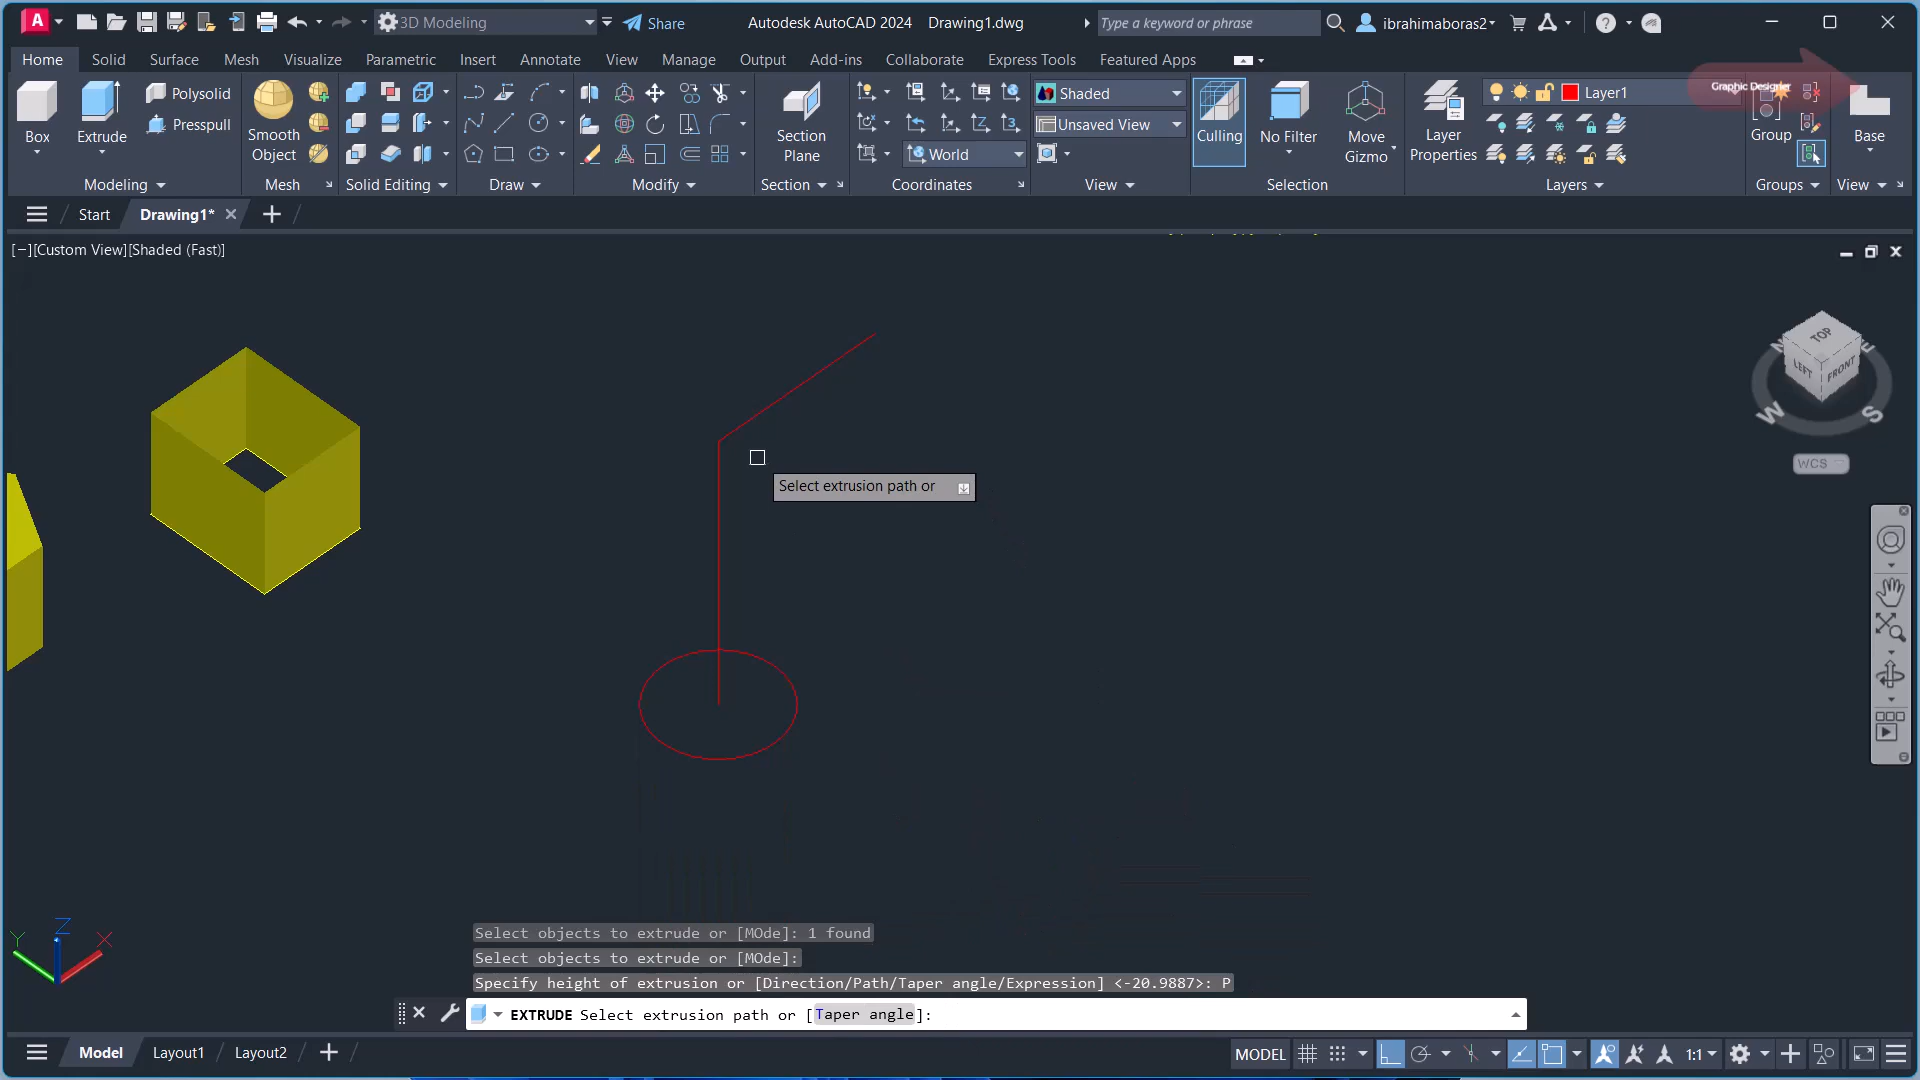 A 3D Modeling Share Autodesk AutoCAD 2024 Drawing1.dwg Type a keyword or phrase ibrahimaboras2
Home Solid Surface Mesh Visualize Parametric Insert Annotate View Manage Output Add-ins Collaborate Express Tools Featured Apps
Graphic Designer
Box
Extrude
Polysolid
Presspull
Smooth
Object
Section
Plane
World
Shaded
Unsaved View
Culling
No Filter
Move
Gizmo
Layer
Properties
Layer1
Group
Base
Modeling Mesh Solid Editing Draw Modify Section Coordinates View Selection Layers Groups View
Start Drawing1* +
[−][Custom View][Shaded (Fast)]
TOP
LEFT FRONT
N E
W S
WCS
Select extrusion path or
Z
Y X
Select objects to extrude or [MOde]: 1 found
Select objects to extrude or [MOde]:
Specify height of extrusion or [Direction/Path/Taper angle/Expression] <-20.9887>: P
EXTRUDE Select extrusion path or [Taper angle]:
Model Layout1 Layout2 + MODEL 1:1